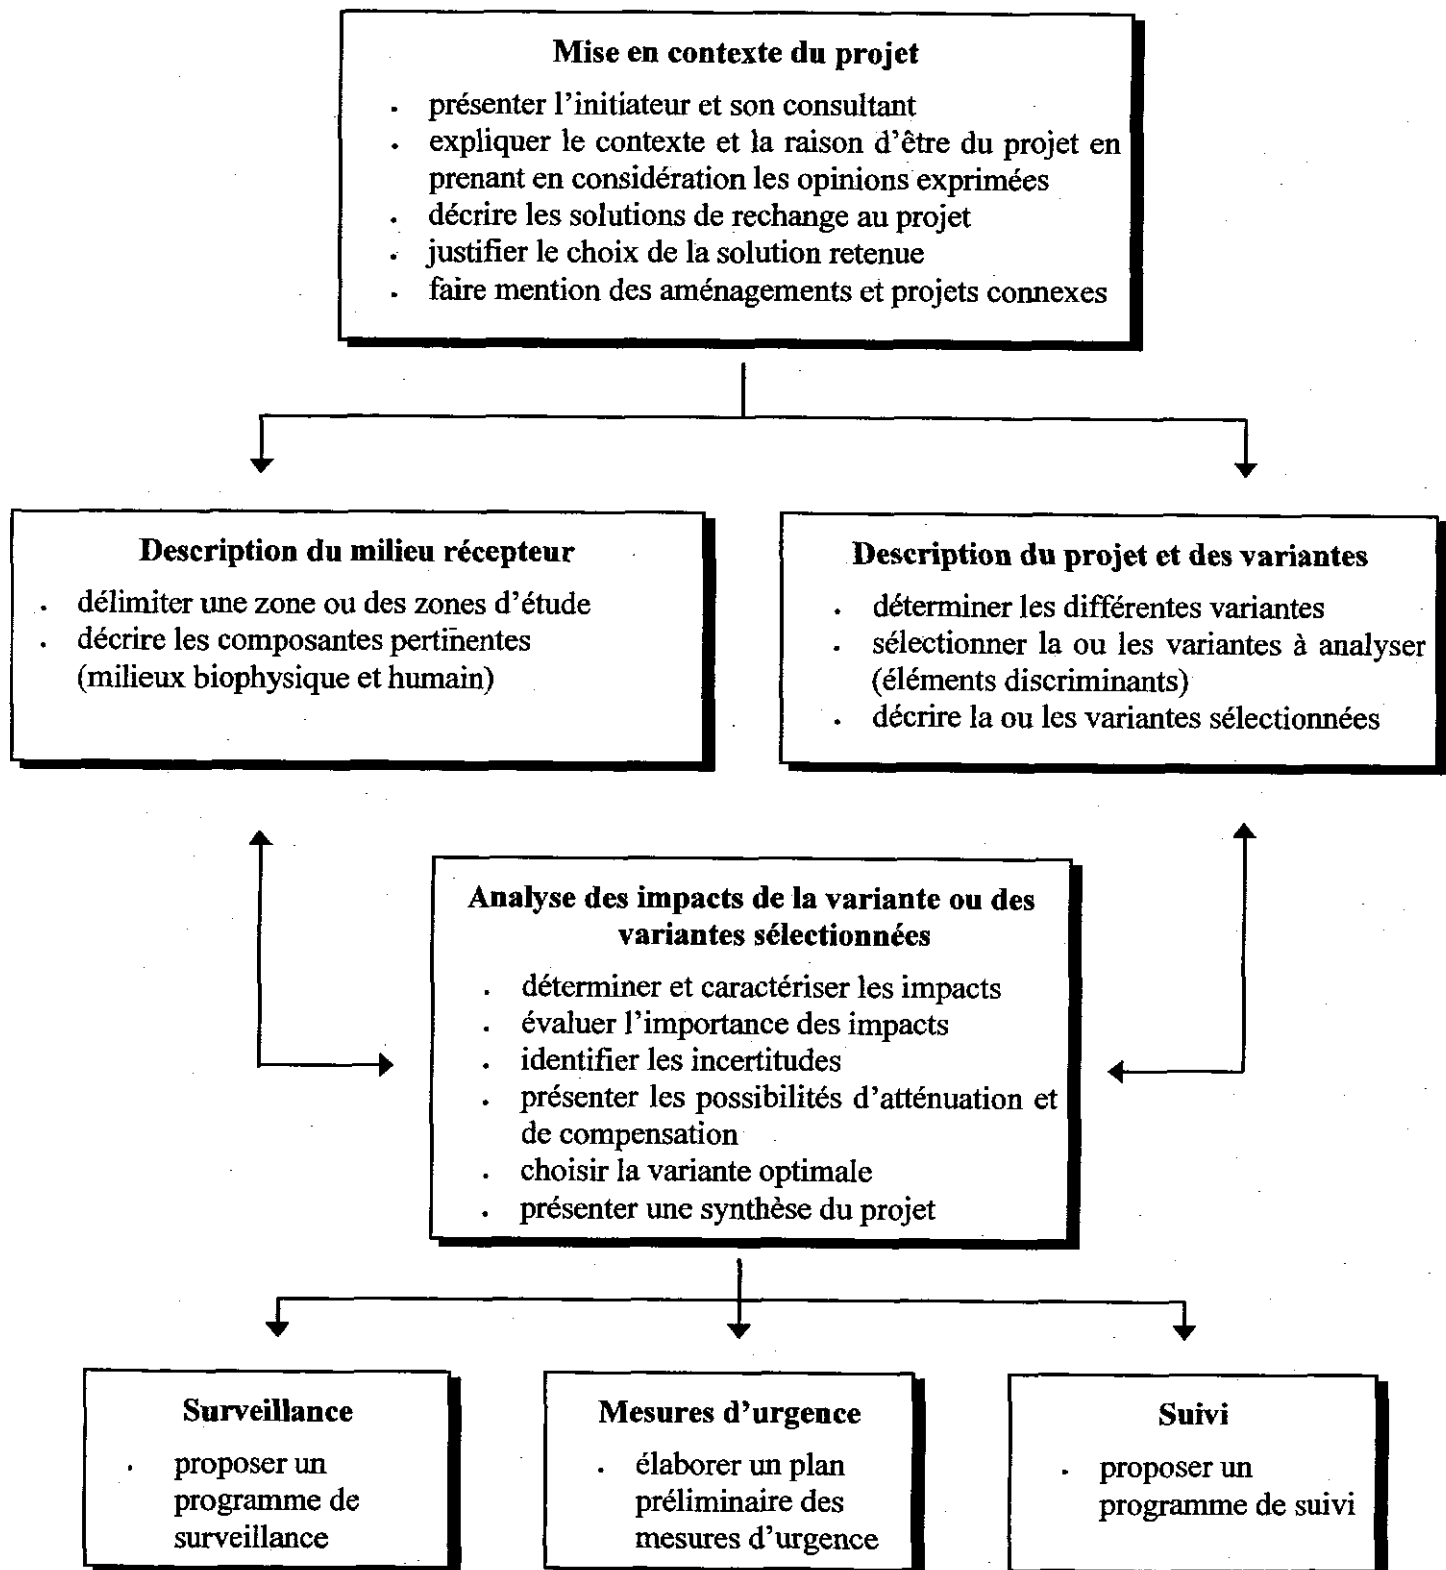 Mise en contexte du projet
. présenter l'initiateur et son consultant
. expliquer le contexte et la raison d'être du projet en
prenant en considération les opinions exprimées
. décrire les solutions de rechange au projet
. justifier le choix de la solution retenue
. faire mention des aménagements et projets connexes
Description du milieu récepteur
. délimiter une zone ou des zones d'étude
. décrire les composantes pertinentes
(milieux biophysique et humain)
Description du projet et des variantes
. déterminer les différentes variantes
. sélectionner la ou les variantes à analyser
(éléments discriminants)
. décrire la ou les variantes sélectionnées
Analyse des impacts de la variante ou des
variantes sélectionnées
. déterminer et caractériser les impacts
. évaluer l'importance des impacts
. identifier les incertitudes
. présenter les possibilités d'atténuation et
de compensation
. choisir la variante optimale
. présenter une synthèse du projet
Surveillance
. proposer un
programme de
surveillance
Mesures d'urgence
. élaborer un plan
préliminaire des
mesures d'urgence
Suivi
. proposer un
programme de suivi